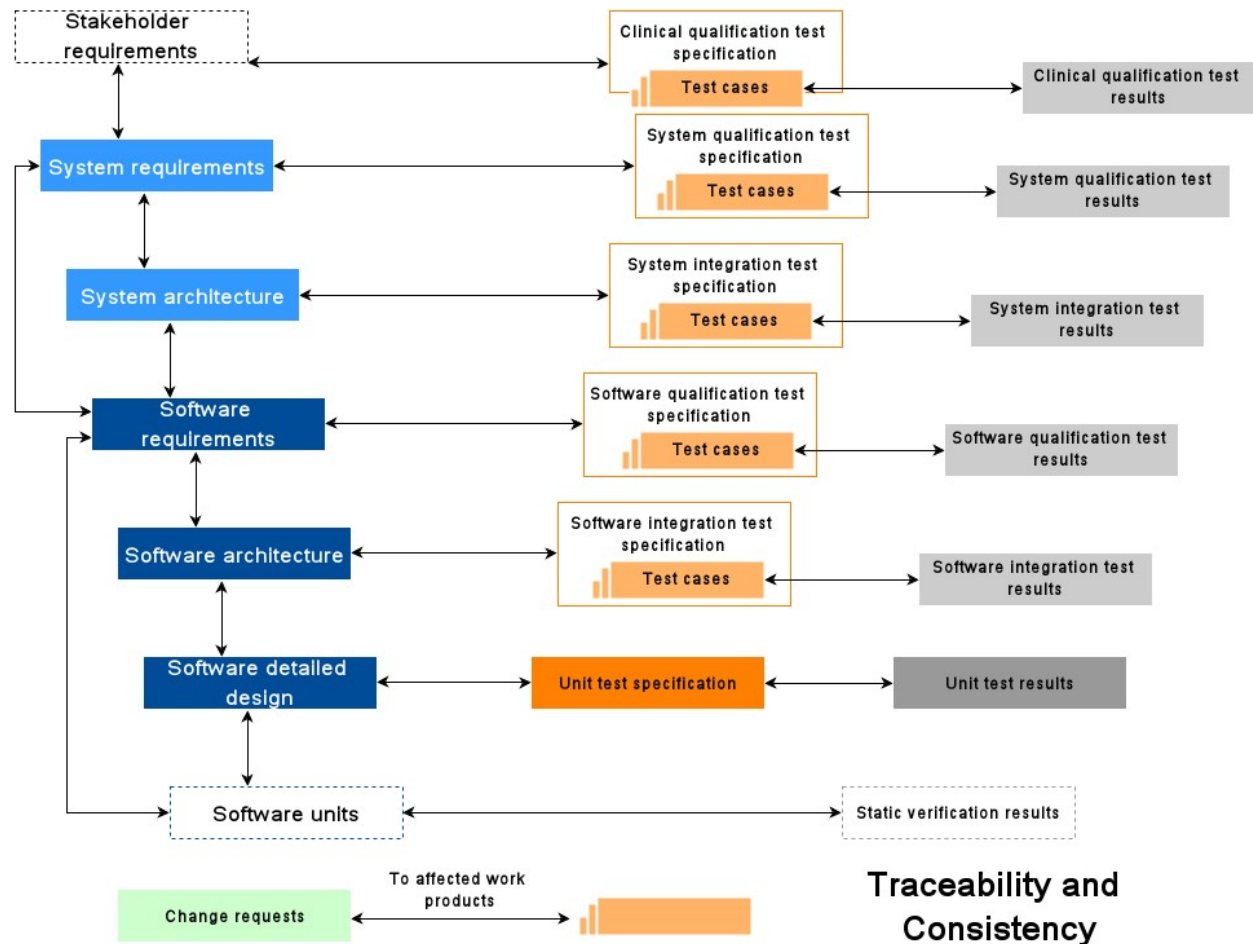 Stakeholder
requirements
Clinical qualification test
specification
Test cases
Clinical qualification test
results
System requirements
System qualification test
specification
Test cases
System qualification test
results
System architecture
System integration test
specification
Test cases
System integration test
results
Software
requirements
Software qualification test
specification
Test cases
Software qualification test
results
Software architecture
Software integration test
specification
Test cases
Software integration test
results
Software detailed
design
Unit test specification
Unit test results
Software units
Static verification results
Change requests
To affected work
products
Traceability and
Consistency